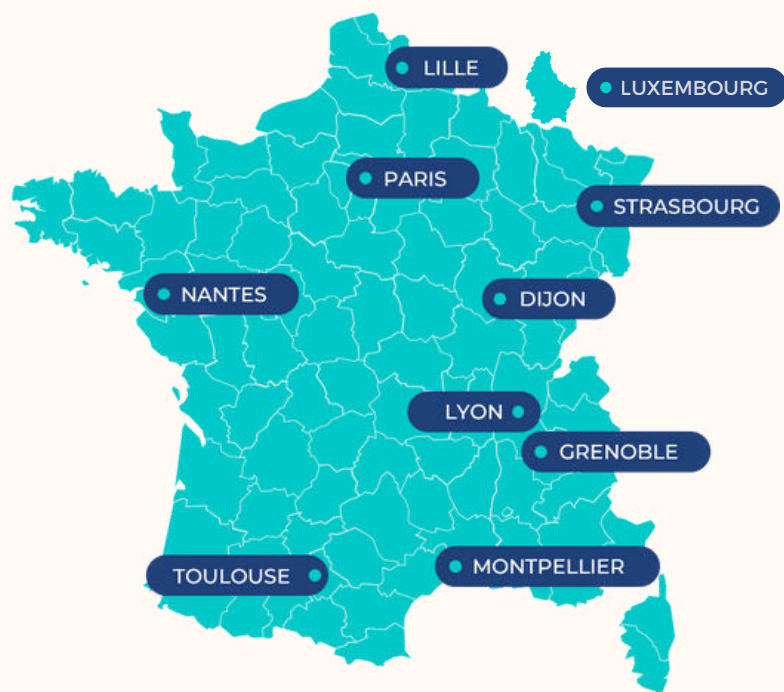 LILLE
LUXEMBOURG
PARIS
STRASBOURG
NANTES
DIJON
LYON
GRENOBLE
TOULOUSE
MONTPELLIER